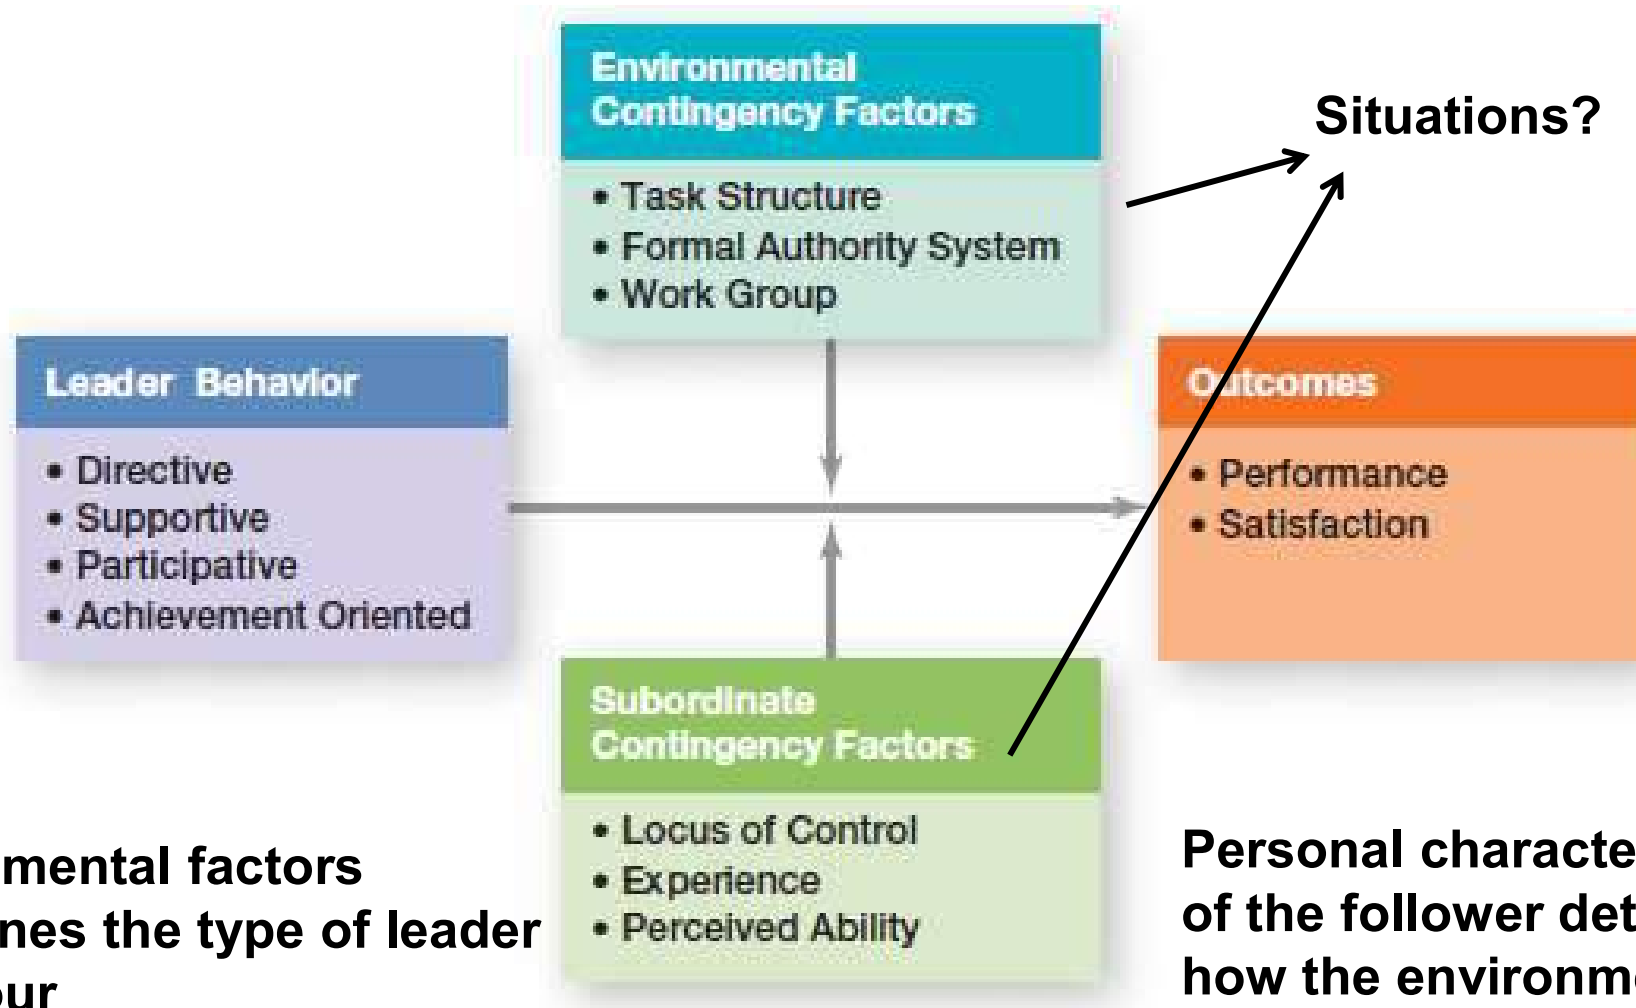 Environmental
Contingency Factors
• Task Structure
• Formal Authority System
• Work Group
Situations?
Leader Behavior
• Directive
• Supportive
• Participative
• Achievement Oriented
Outcomes
• Performance
• Satisfaction
Subordinate
Contingency Factors
• Locus of Control
• Experience
• Perceived Ability
mental factors
nes the type of leader
our
Personal characte
of the follower det
how the environme